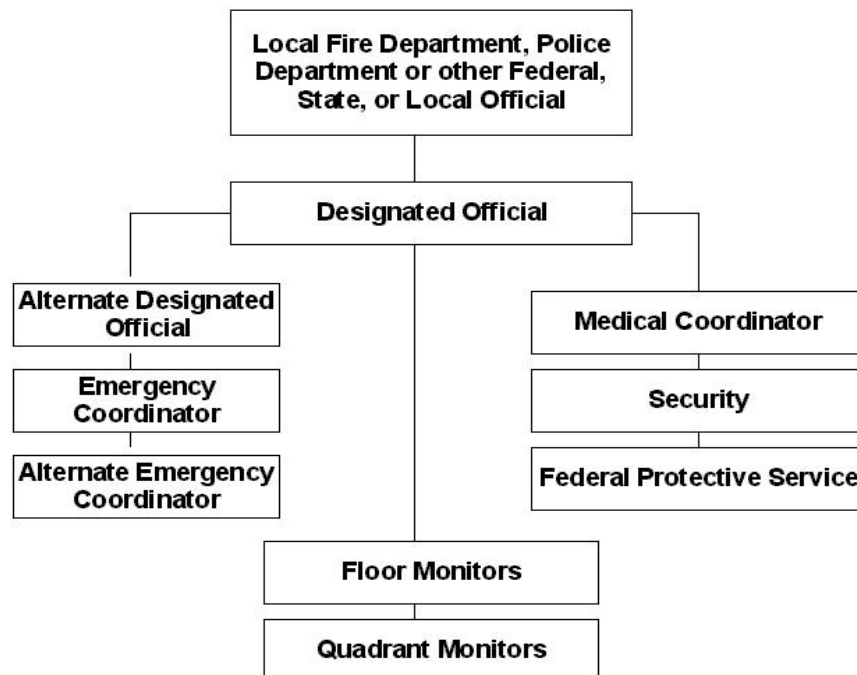 Local Fire Department, Police
Department or other Federal,
State, or Local Official
Designated Official
Alternate Designated
Official
Emergency
Coordinator
Alternate Emergency
Coordinator
Medical Coordinator
Security
Federal Protective Service
Floor Monitors
Quadrant Monitors